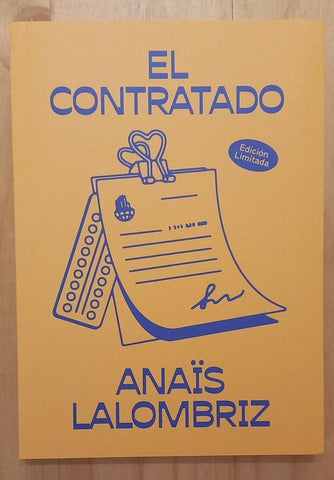 EL
CONTRATADO
Edición
Limitada
ANAÏS
LALOMBRIZ